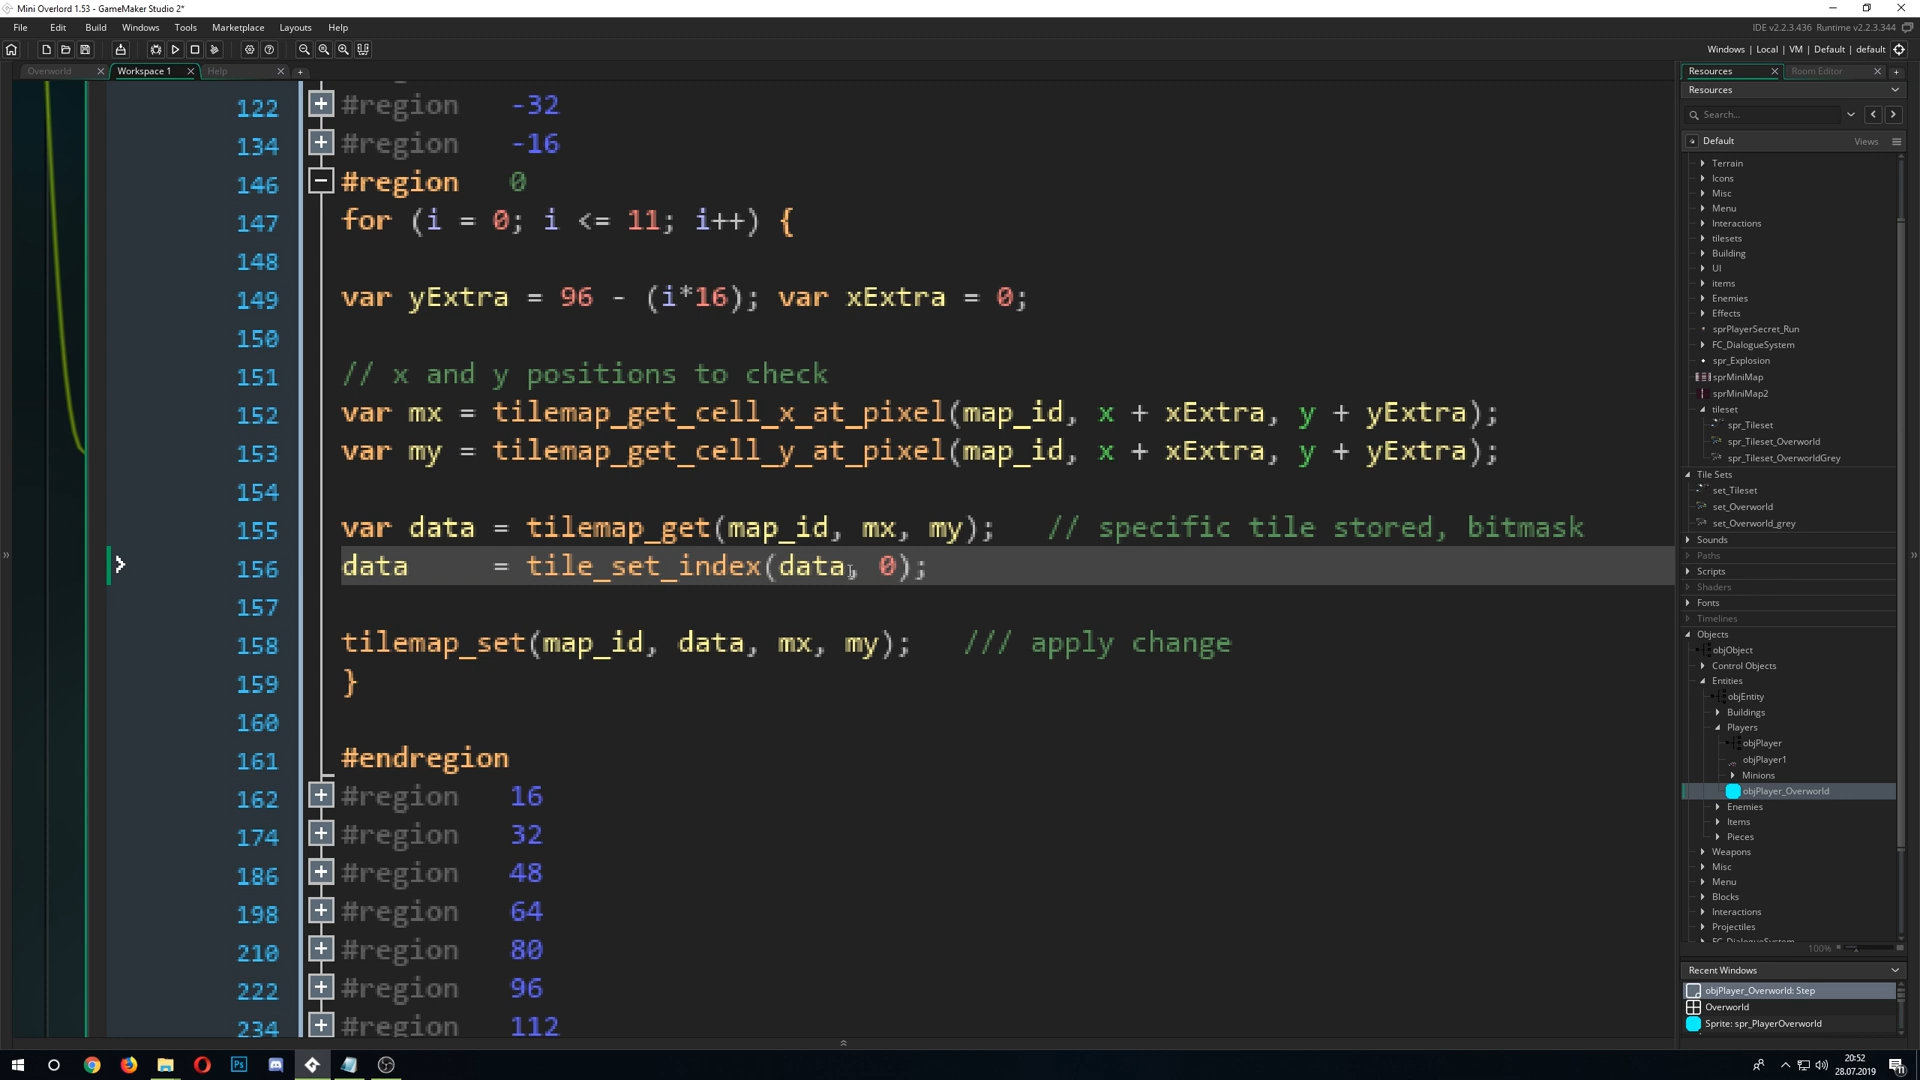 Mini Overlord 1.53 - GameMaker Studio 2*
File Edit Build Windows Tools Marketplace Layouts Help
IDE v2.2.3.436 Runtime v2.2.3.344
Windows | Local | VM | Default | default
Overworld Workspace 1 Help
122 #region -32
134 #region -16
146 #region 0
147 for (i = 0; i <= 11; i++) {
148
149 var yExtra = 96 - (i*16); var xExtra = 0;
150
151 // x and y positions to check
152 var mx = tilemap_get_cell_x_at_pixel(map_id, x + xExtra, y + yExtra);
153 var my = tilemap_get_cell_y_at_pixel(map_id, x + xExtra, y + yExtra);
154
155 var data = tilemap_get(map_id, mx, my); // specific tile stored, bitmask
156 data = tile_set_index(data, 0);
157
158 tilemap_set(map_id, data, mx, my); /// apply change
159 }
160
161 #endregion
162 #region 16
174 #region 32
186 #region 48
198 #region 64
210 #region 80
222 #region 96
234 #region 112
Resources Room Editor
Resources
Search...
Default Views
Terrain
Icons
Misc
Menu
Interactions
tilesets
Building
UI
items
Enemies
Effects
sprPlayerSecret_Run
FC_DialogueSystem
spr_Explosion
sprMiniMap
sprMiniMap2
tileset
spr_Tileset
spr_Tileset_Overworld
spr_Tileset_OverworldGrey
Tile Sets
set_Tileset
set_Overworld
set_Overworld_grey
Sounds
Paths
Scripts
Shaders
Fonts
Timelines
Objects
objObject
Control Objects
Entities
objEntity
Buildings
Players
objPlayer
objPlayer1
Minions
objPlayer_Overworld
Enemies
Items
Pieces
Weapons
Misc
Menu
Blocks
Interactions
Projectiles
FC_DialogueSystem
100%
Recent Windows
objPlayer_Overworld: Step
Overworld
Sprite: spr_PlayerOverworld
20:52
28.07.2019